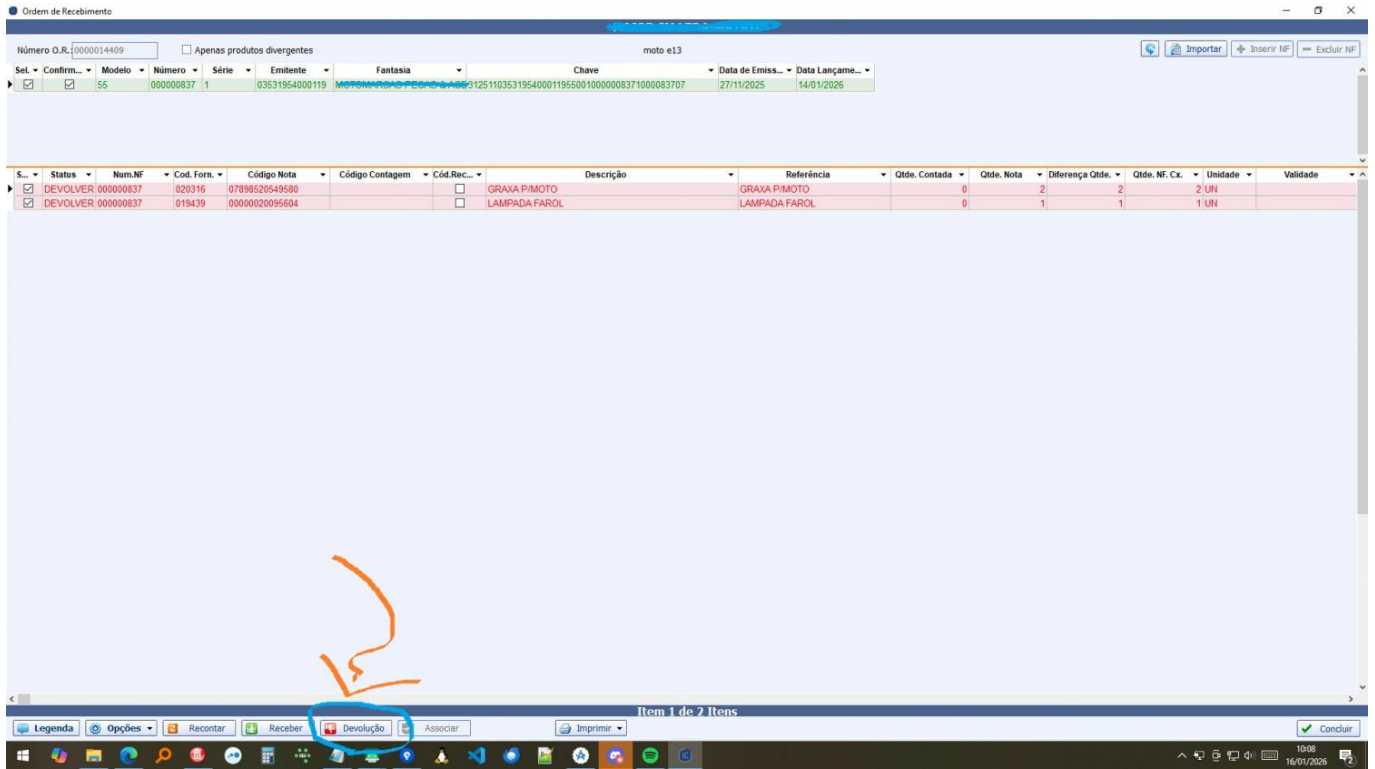 Ordem de Recebimento
Número O.R.: 0000014409 Apenas produtos divergentes moto e13 Importar Inserir NF Excluir NF
Sel. Confirm... Modelo Número Série Emitente Fantasia Chave Data de Emiss... Data Lançame...
55 000000837 1 03531954000119 31251103531954000119550010000008371000083707 27/11/2025 14/01/2026
S... Status Num.NF Cod. Forn. Código Nota Código Contagem Cód.Rec... Descrição Referência Qtde. Contada Qtde. Nota Diferença Qtde. Qtde. NF. Cx. Unidade Validade
DEVOLVER 000000837 020316 07898520549580 GRAXA P/MOTO GRAXA P/MOTO 0 2 2 2 UN
DEVOLVER 000000837 019439 00000020095604 LAMPADA FAROL LAMPADA FAROL 0 1 1 1 UN
Item 1 de 2 Itens
Legenda Opções Recontar Receber Devolução Associar Imprimir Concluir
10:08
16/01/2026